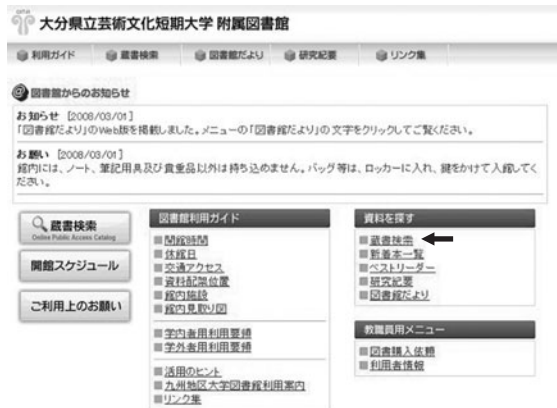 大分県立芸術文化短期大学 附属図書館
利用ガイド 蔵書検索 図書館だより 研究紀要 リンク集
図書館からのお知らせ
お知らせ [2008/03/01]
「図書館だより」のWeb版を掲載しました。メニューの「図書館だより」の文字をクリックしてご覧ください。
お願い [2008/03/01]
館内には、ノート、筆記用具及び貴重品以外は持ち込めません。バッグ等は、ロッカーに入れ、鍵をかけて入館してく
ださい。
蔵書検索
Online Public Access Catalog
開館スケジュール
ご利用上のお願い
図書館利用ガイド
開館時間
休館日
交通アクセス
資料配架位置
館内施設
館内見取り図
学内者用利用要領
学外者用利用要領
活用のヒント
九州地区大学図書館利用案内
リンク集
資料を探す
蔵書検索
新着本一覧
ベストリーダー
研究紀要
図書館だより
教職員用メニュー
図書購入依頼
利用者情報